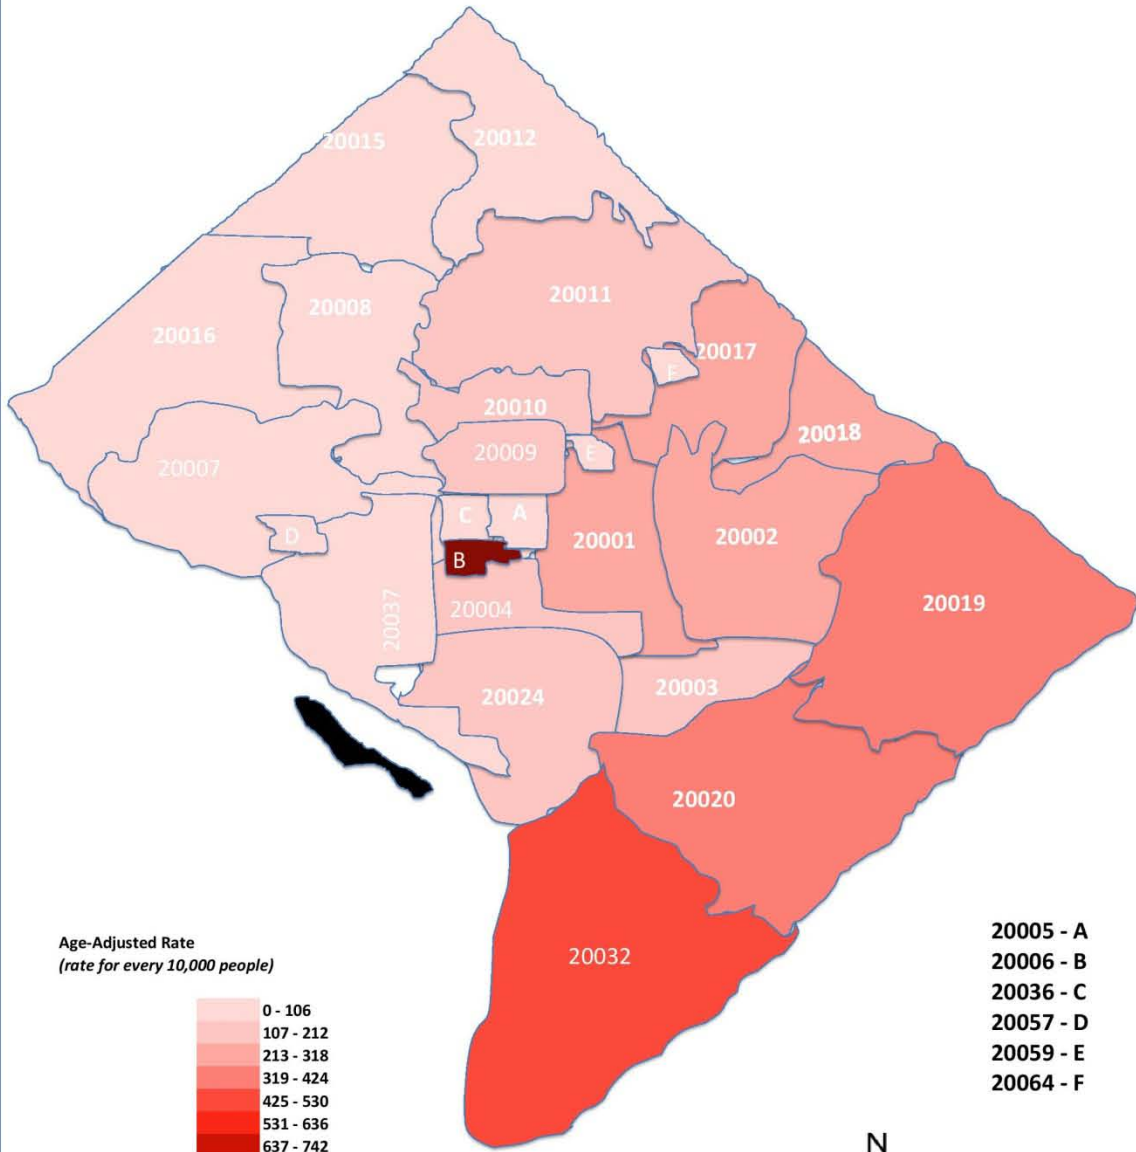 20015
20012
20011
20008
20016
20017
F
20010
20018
20009
E
20007
C
A
D
20001
20002
B
20004
20037
20019
20003
20024
20020
20032
Age-Adjusted Rate
(rate for every 10,000 people)
0 - 106
107 - 212
213 - 318
319 - 424
425 - 530
531 - 636
637 - 742
20005 - A
20006 - B
20036 - C
20057 - D
20059 - E
20064 - F
N